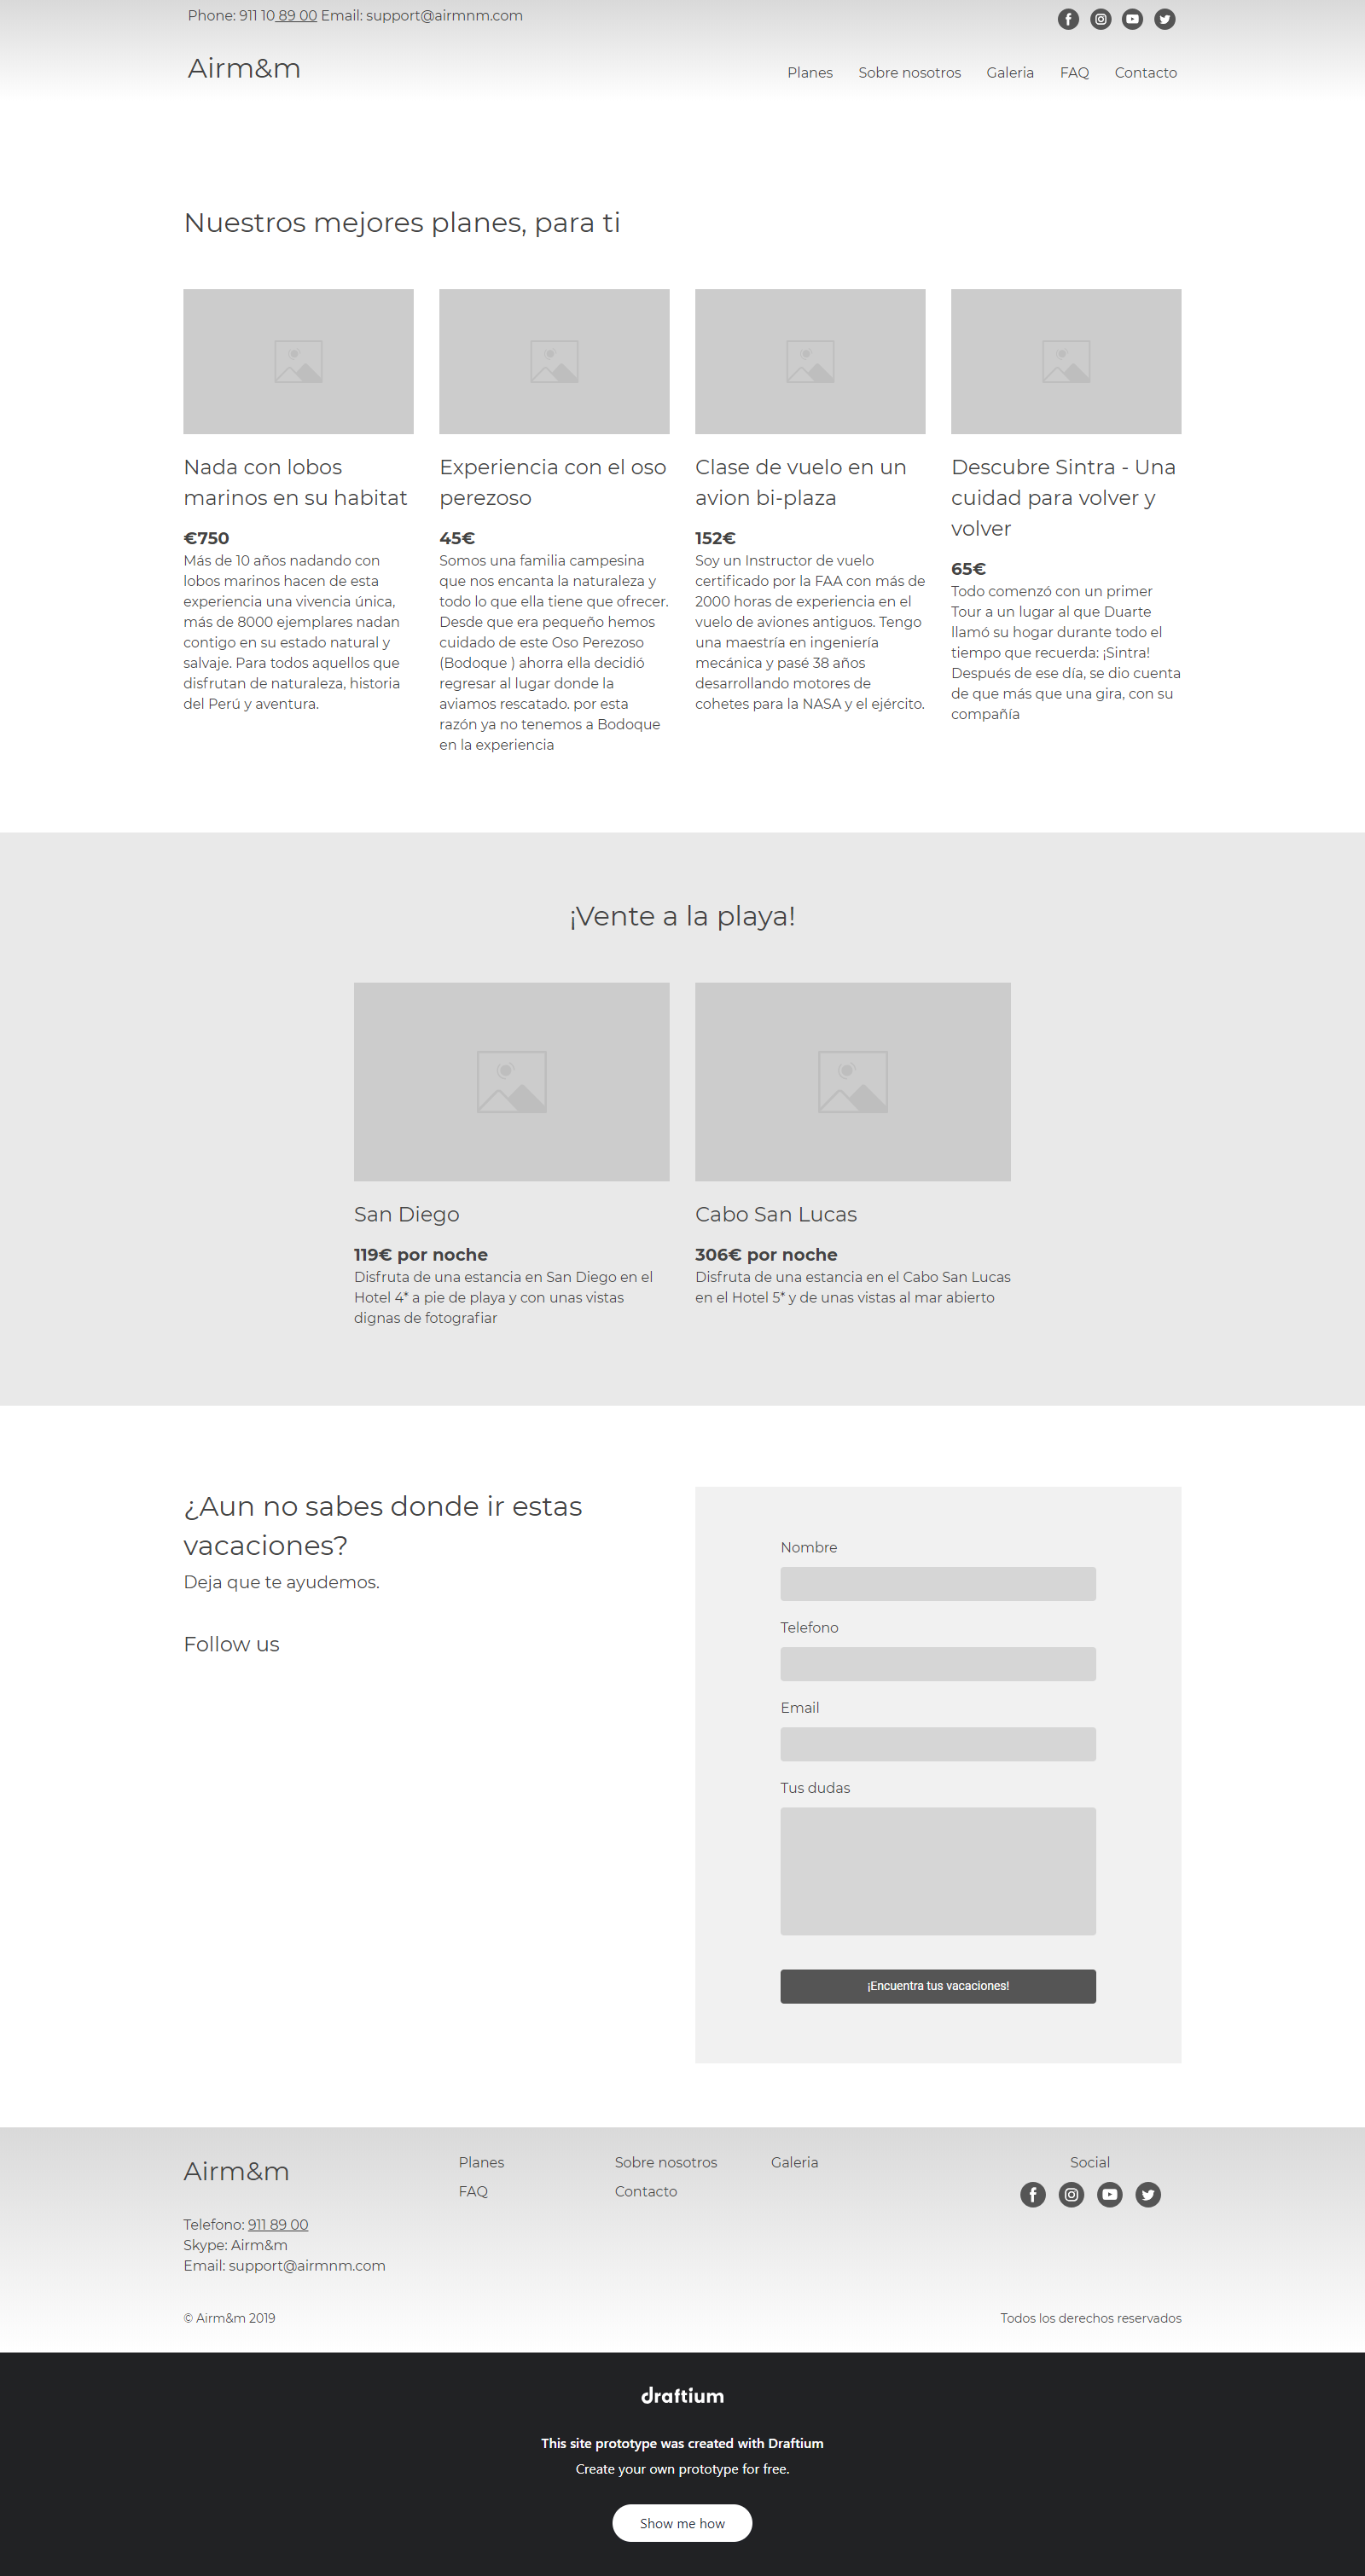 Phone: 911 10 89 00 Email: support@airmnm.com
Airm&m
Planes Sobre nosotros Galeria FAQ Contacto
Nuestros mejores planes, para ti
Nada con lobos
marinos en su habitat
€750
Más de 10 años nadando con
lobos marinos hacen de esta
experiencia una vivencia única,
más de 8000 ejemplares nadan
contigo en su estado natural y
salvaje. Para todos aquellos que
disfrutan de naturaleza, historia
del Perú y aventura.
Experiencia con el oso
perezoso
45€
Somos una familia campesina
que nos encanta la naturaleza y
todo lo que ella tiene que ofrecer.
Desde que era pequeño hemos
cuidado de este Oso Perezoso
(Bodoque ) ahorra ella decidió
regresar al lugar donde la
aviamos rescatado. por esta
razón ya no tenemos a Bodoque
en la experiencia
Clase de vuelo en un
avion bi-plaza
152€
Soy un Instructor de vuelo
certificado por la FAA con más de
2000 horas de experiencia en el
vuelo de aviones antiguos. Tengo
una maestría en ingeniería
mecánica y pasé 38 años
desarrollando motores de
cohetes para la NASA y el ejército.
Descubre Sintra - Una
cuidad para volver y
volver
65€
Todo comenzó con un primer
Tour a un lugar al que Duarte
llamó su hogar durante todo el
tiempo que recuerda: ¡Sintra!
Después de ese día, se dio cuenta
de que más que una gira, con su
compañía
¡Vente a la playa!
San Diego
119€ por noche
Disfruta de una estancia en San Diego en el
Hotel 4* a pie de playa y con unas vistas
dignas de fotografiar
Cabo San Lucas
306€ por noche
Disfruta de una estancia en el Cabo San Lucas
en el Hotel 5* y de unas vistas al mar abierto
¿Aun no sabes donde ir estas
vacaciones?
Deja que te ayudemos.
Follow us
Nombre
Telefono
Email
Tus dudas
¡Encuentra tus vacaciones!
Airm&m
Telefono: 911 89 00
Skype: Airm&m
Email: support@airmnm.com
Planes Sobre nosotros Galeria
FAQ Contacto
Social
© Airm&m 2019
Todos los derechos reservados
draftium
This site prototype was created with Draftium
Create your own prototype for free.
Show me how